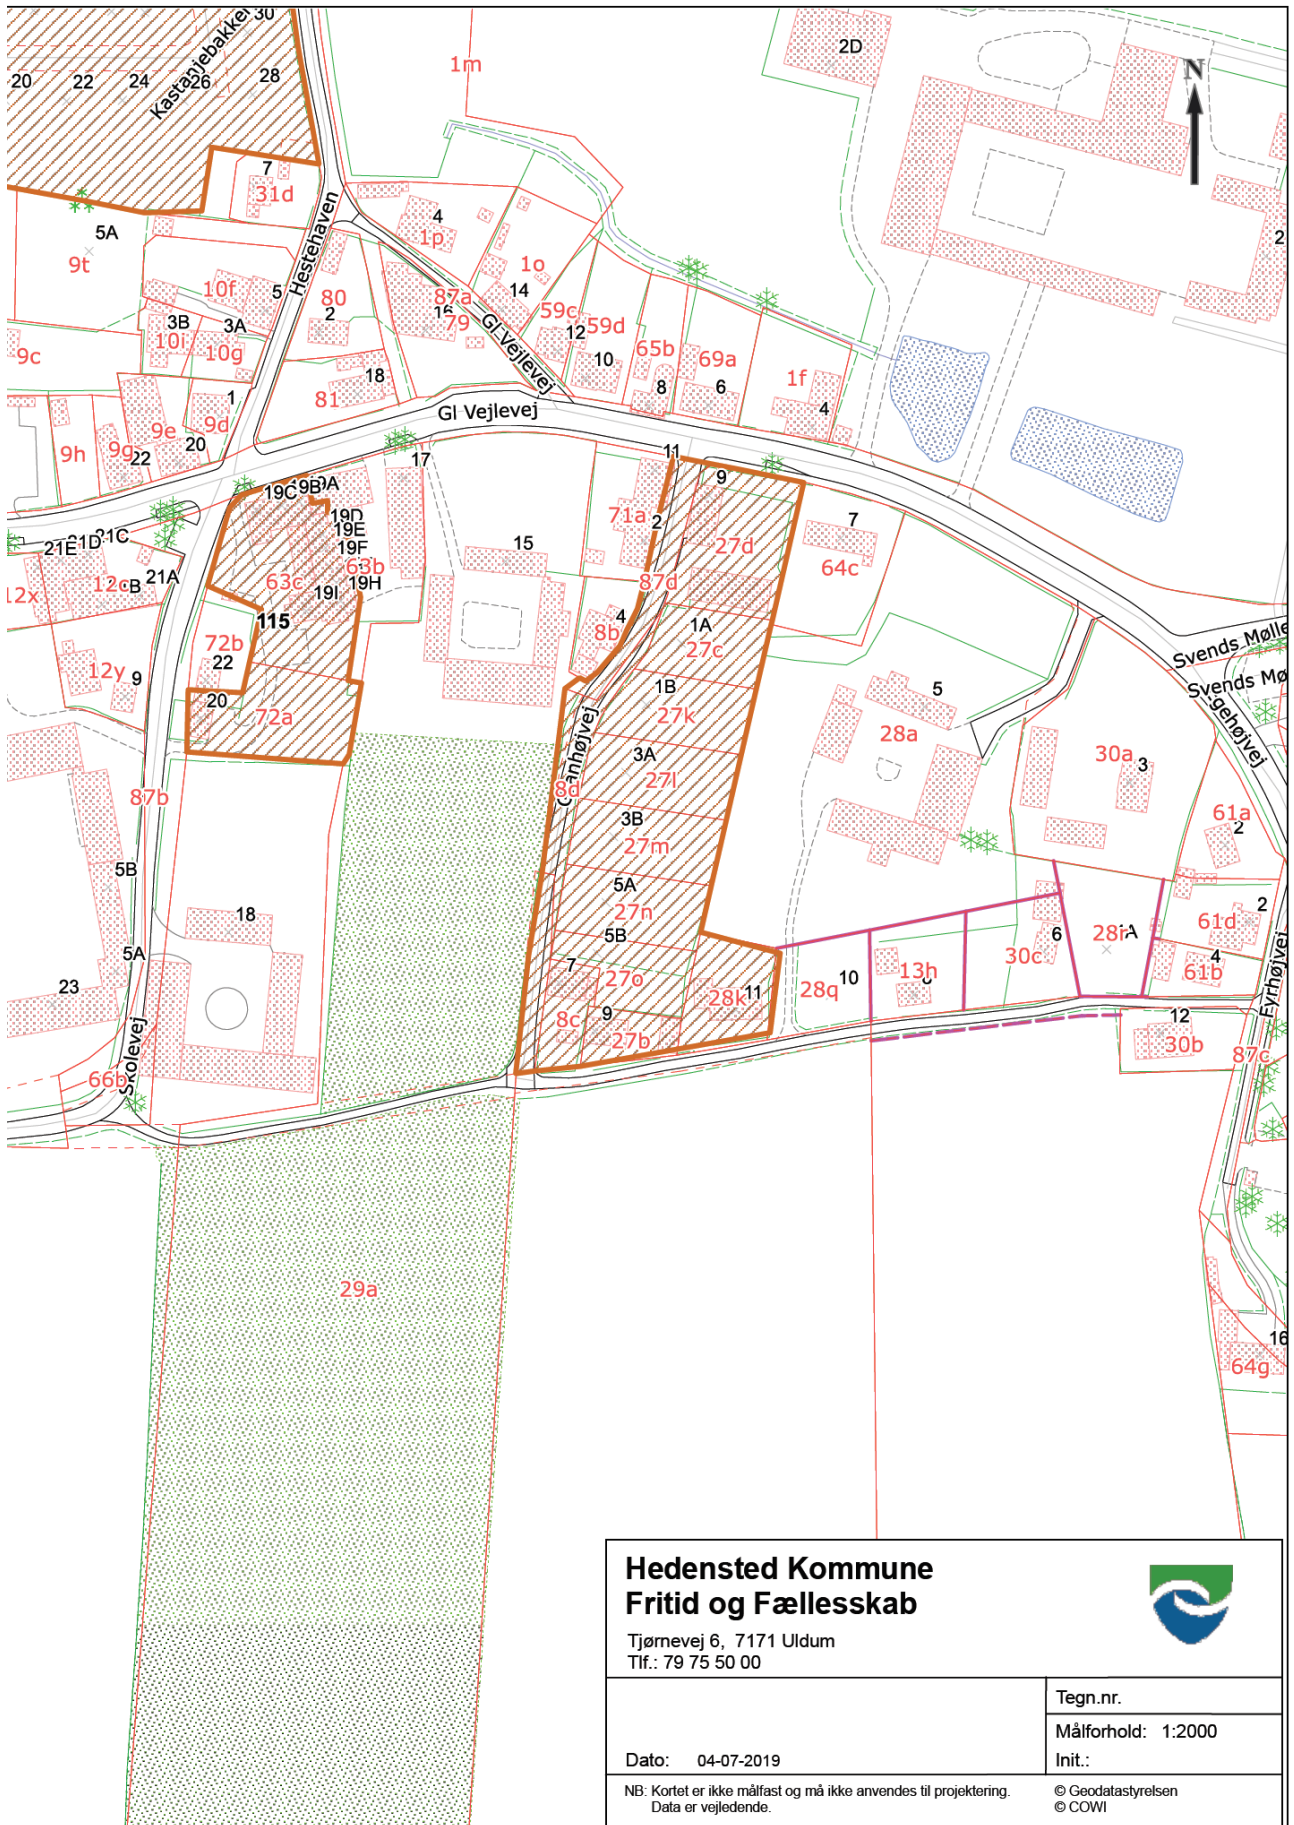 30
2D
1m
N
20
22
24
26
28
Kastanjebakken
7
31d
Hestehaven
4
1p
5A
9t
2
1o
14
10f
5
80
2
87a
16
79
Gl Vejlevej
59c
12
59d
10
3B
3A
10i
10g
9c
65b
69a
1f
18
81
8
6
4
1
9d
Gl Vejlevej
9e
20
9h
9g
22
11
17
9
19C
19B
19A
71a
2
27d
7
64c
19D
19E
19F
63b
19H
19I
63c
15
21E
21D
21C
21A
12c
B
12x
87d
115
4
8b
1A
27c
72b
22
12y
9
20
72a
1B
27k
Svends Mølle
Svends Mø
5
28a
Granhøjvej
3A
27l
8d
30a
3
87b
3B
27m
61a
2
5B
5A
27n
18
5B
2
61d
6
28r
A
5A
7
27o
30c
4
61b
23
28k
11
28q
10
13h
8c
9
27b
12
30b
Fyrhøjvej
87c
Skolevej
66b
29a
16
64g
Hedensted Kommune
Fritid og Fællesskab
Tjørnevej 6, 7171 Uldum
Tlf.: 79 75 50 00
Tegn.nr.
Målforhold: 1:2000
Dato: 04-07-2019
Init.:
NB: Kortet er ikke målfast og må ikke anvendes til projektering.
Data er vejledende.
© Geodatastyrelsen
© COWI